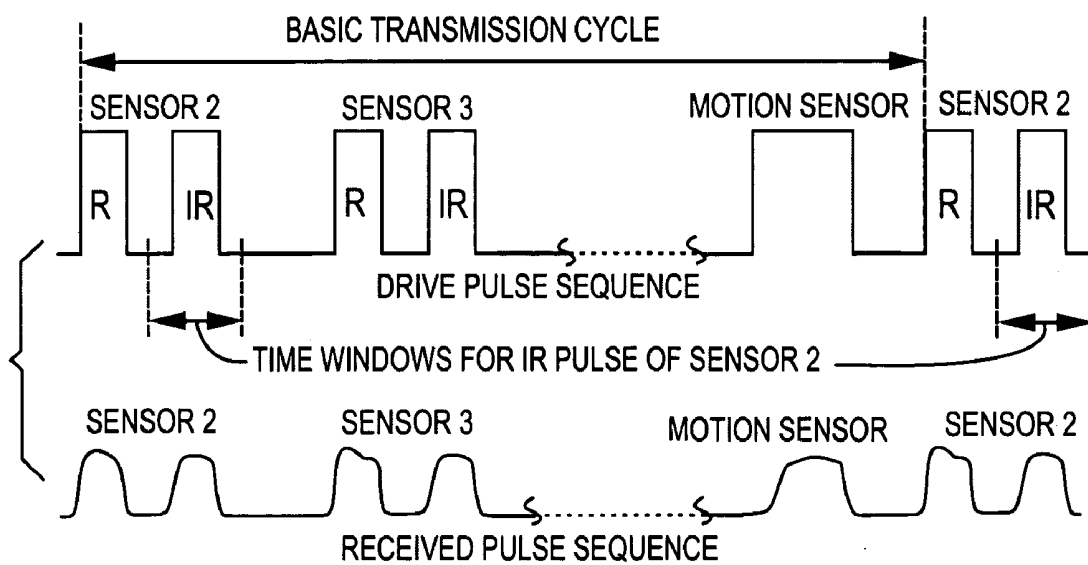 BASIC TRANSMISSION CYCLE
SENSOR 2 SENSOR 3 MOTION SENSOR SENSOR 2
R IR R IR R IR
DRIVE PULSE SEQUENCE
TIME WINDOWS FOR IR PULSE OF SENSOR 2
SENSOR 2 SENSOR 3 MOTION SENSOR SENSOR 2
RECEIVED PULSE SEQUENCE